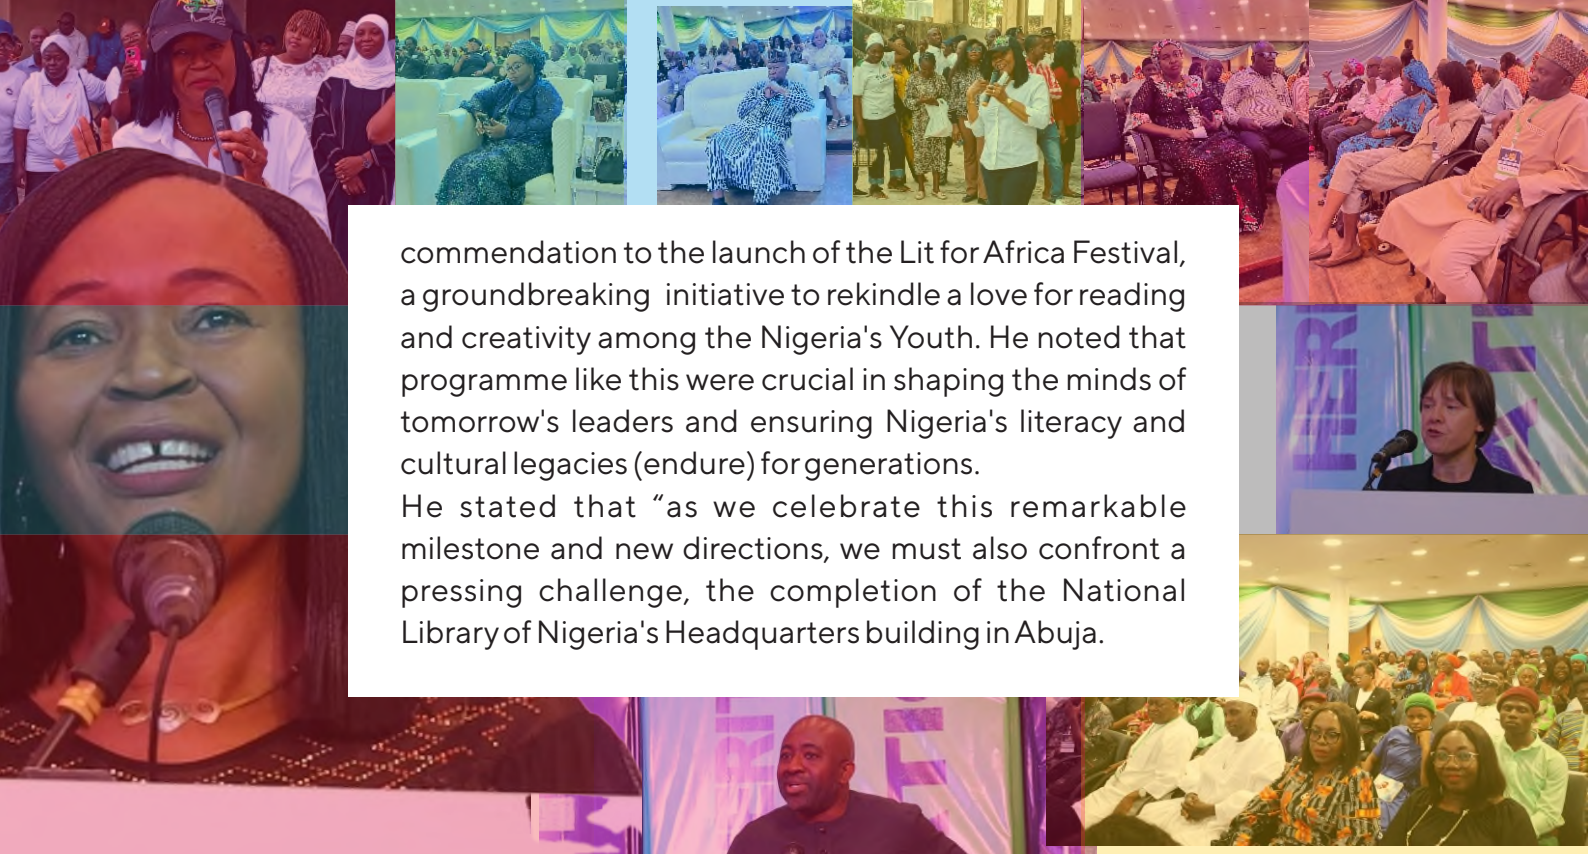 commendation to the launch of the Lit for Africa Festival,
a groundbreaking initiative to rekindle a love for reading
and creativity among the Nigeria's Youth. He noted that
programme like this were crucial in shaping the minds of
tomorrow's leaders and ensuring Nigeria's literacy and
cultural legacies (endure) for generations.
He stated that “as we celebrate this remarkable
milestone and new directions, we must also confront a
pressing challenge, the completion of the National
Library of Nigeria's Headquarters building in Abuja.
HERI
ATI
ERI
ATIO